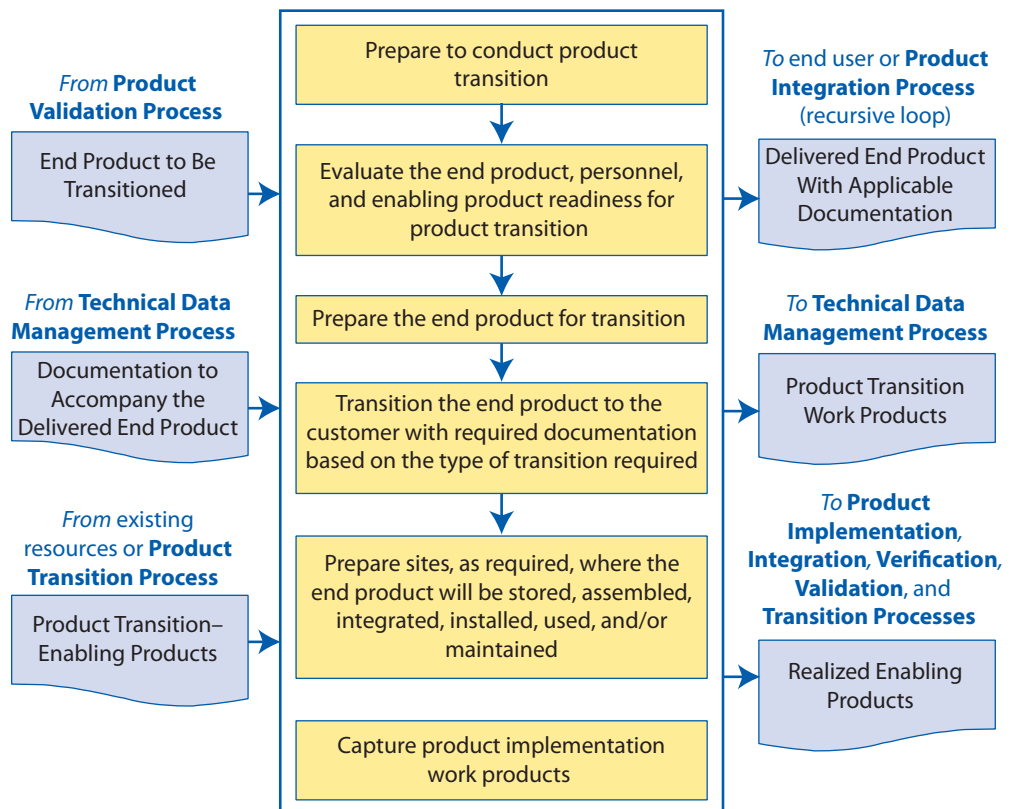 From Product
Validation Process
End Product to Be
Transitioned
From Technical Data
Management Process
Documentation to
Accompany the
Delivered End Product
From existing
resources or Product
Transition Process
Product Transition–
Enabling Products
Prepare to conduct product
transition
Evaluate the end product, personnel,
and enabling product readiness for
product transition
Prepare the end product for transition
Transition the end product to the
customer with required documentation
based on the type of transition required
Prepare sites, as required, where the
end product will be stored, assembled,
integrated, installed, used, and/or
maintained
Capture product implementation
work products
To end user or Product
Integration Process
(recursive loop)
Delivered End Product
With Applicable
Documentation
To Technical Data
Management Process
Product Transition
Work Products
To Product
Implementation,
Integration, Verification,
Validation, and
Transition Processes
Realized Enabling
Products